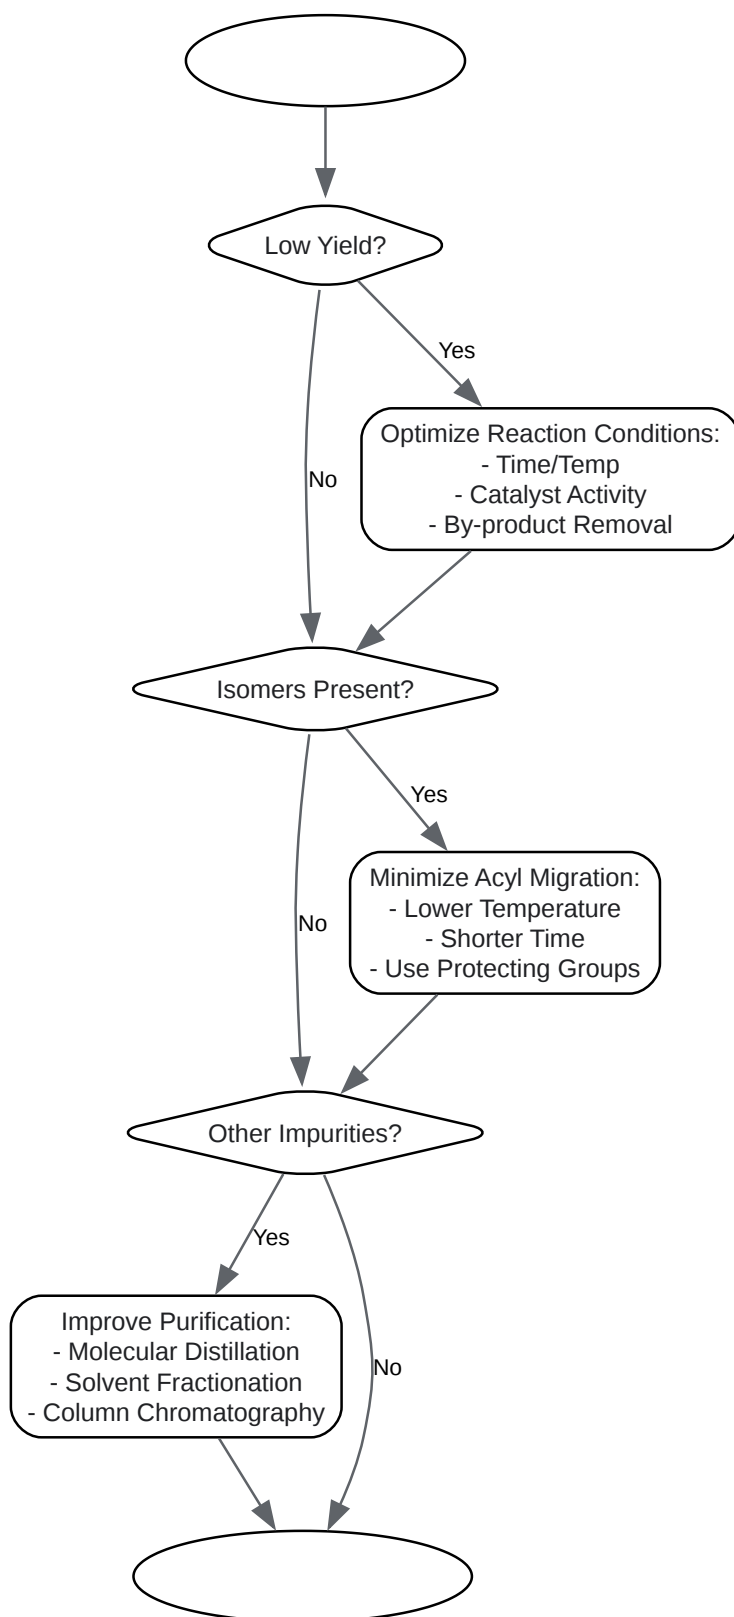 Low Yield?
Yes
Optimize Reaction Conditions:
- Time/Temp
- Catalyst Activity
- By-product Removal
No
Isomers Present?
Yes
Minimize Acyl Migration:
- Lower Temperature
- Shorter Time
- Use Protecting Groups
No
Other Impurities?
Yes
Improve Purification:
- Molecular Distillation
- Solvent Fractionation
- Column Chromatography
No